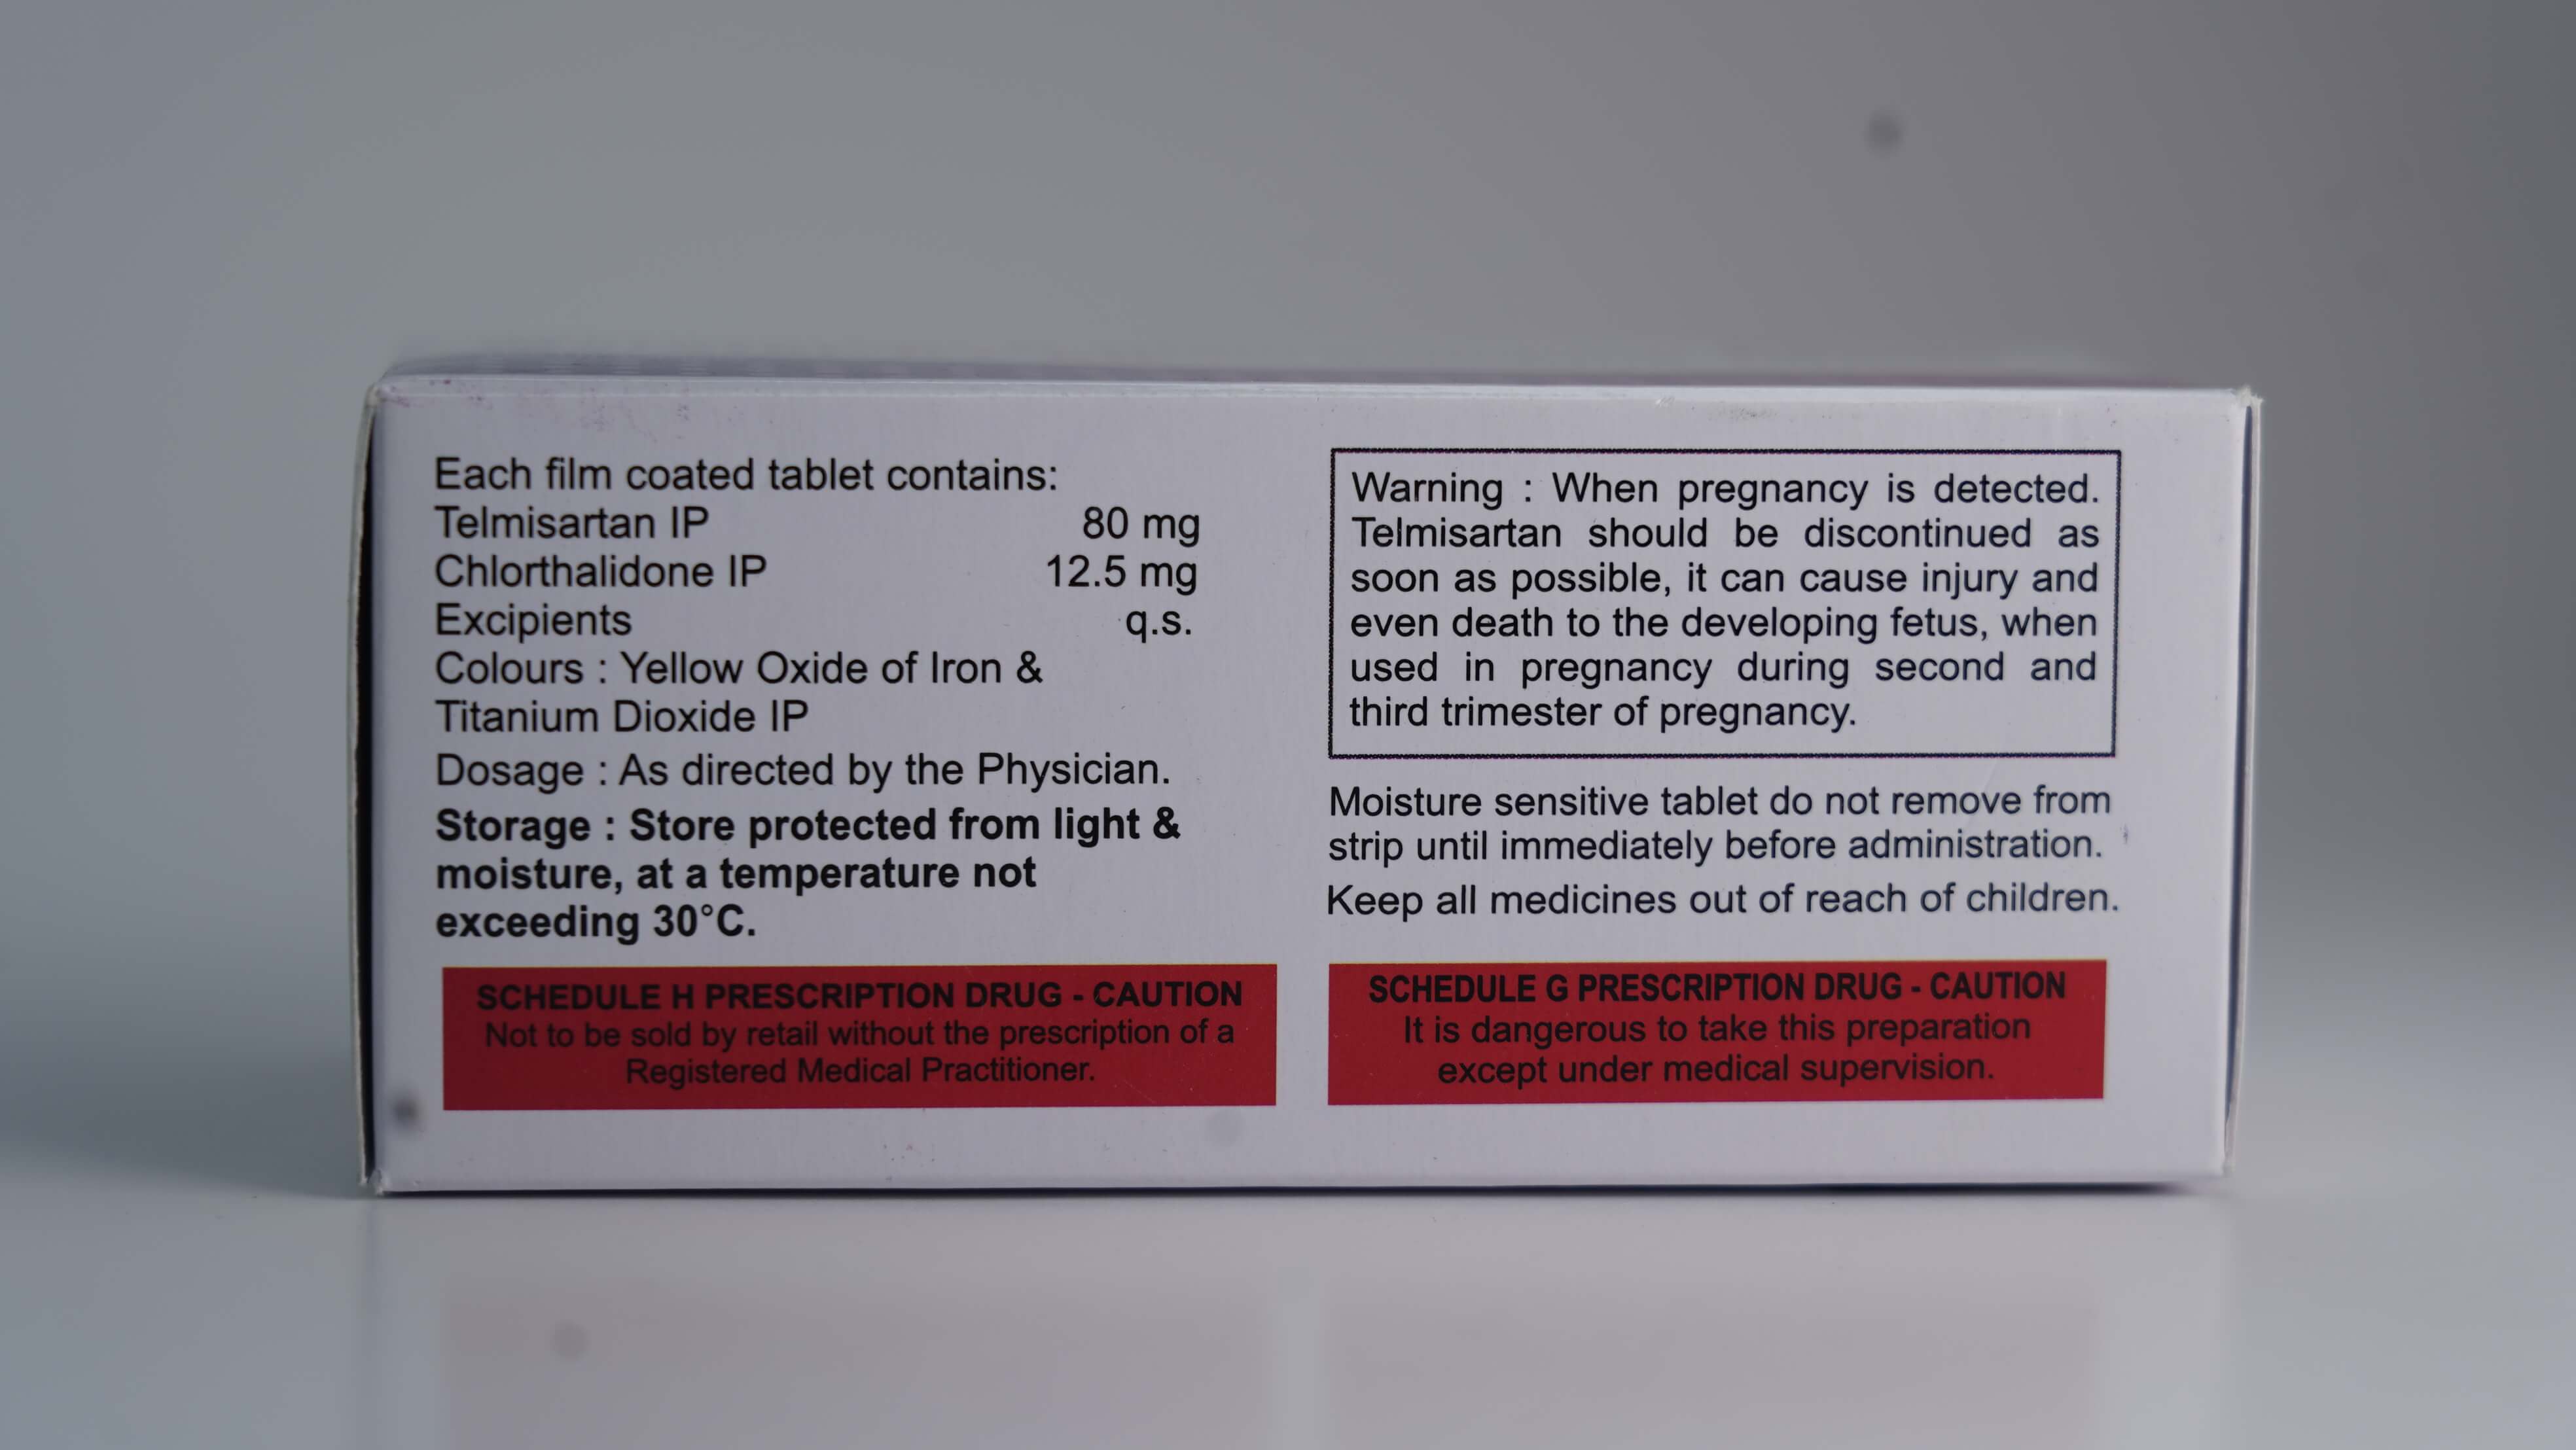 Each film coated tablet contains:
Telmisartan IP 80 mg
Chlorthalidone IP 12.5 mg
Excipients q.s.
Colours : Yellow Oxide of Iron &
Titanium Dioxide IP
Dosage : As directed by the Physician.
Storage : Store protected from light &
moisture, at a temperature not
exceeding 30°C.
SCHEDULE H PRESCRIPTION DRUG - CAUTION
Not to be sold by retail without the prescription of a
Registered Medical Practitioner.
Warning : When pregnancy is detected.
Telmisartan should be discontinued as
soon as possible, it can cause injury and
even death to the developing fetus, when
used in pregnancy during second and
third trimester of pregnancy.
Moisture sensitive tablet do not remove from
strip until immediately before administration.
Keep all medicines out of reach of children.
SCHEDULE G PRESCRIPTION DRUG - CAUTION
It is dangerous to take this preparation
except under medical supervision.